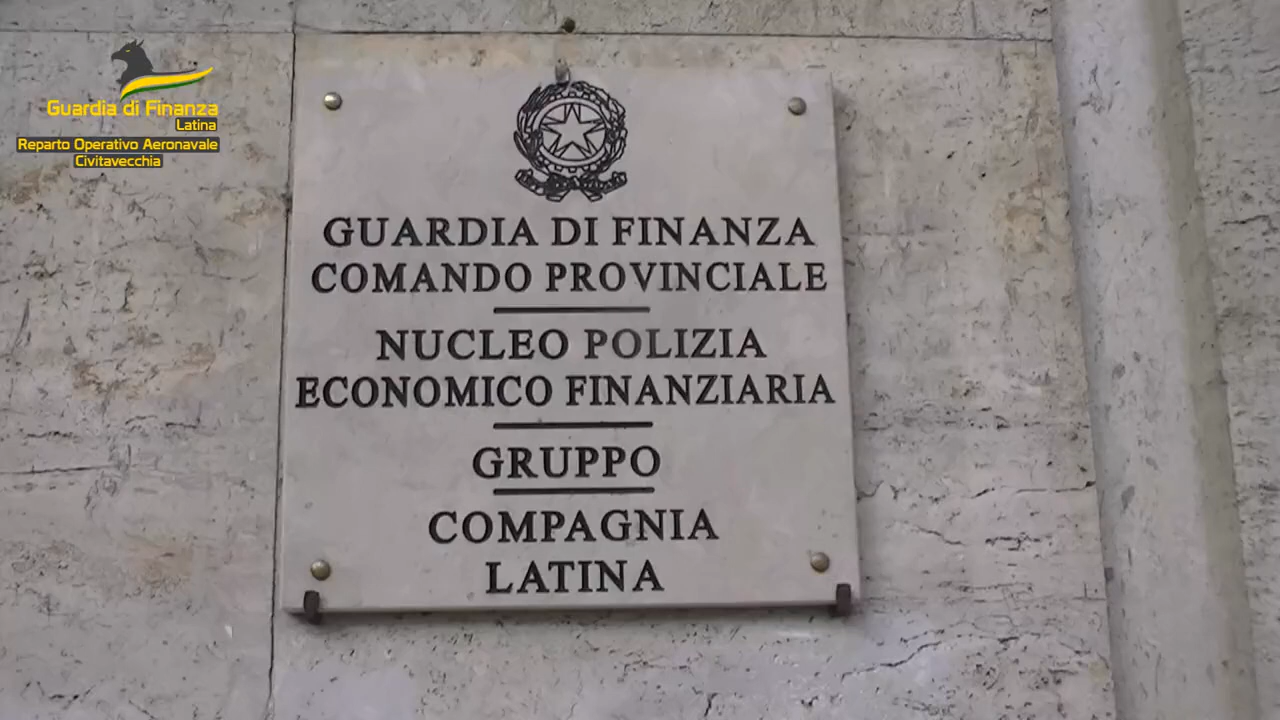 Guardia di Finanza
Latina
Reparto Operativo Aeronavale
Civitavecchia
GUARDIA DI FINANZA
COMANDO PROVINCIALE
NUCLEO POLIZIA
ECONOMICO FINANZIARIA
GRUPPO
COMPAGNIA
LATINA